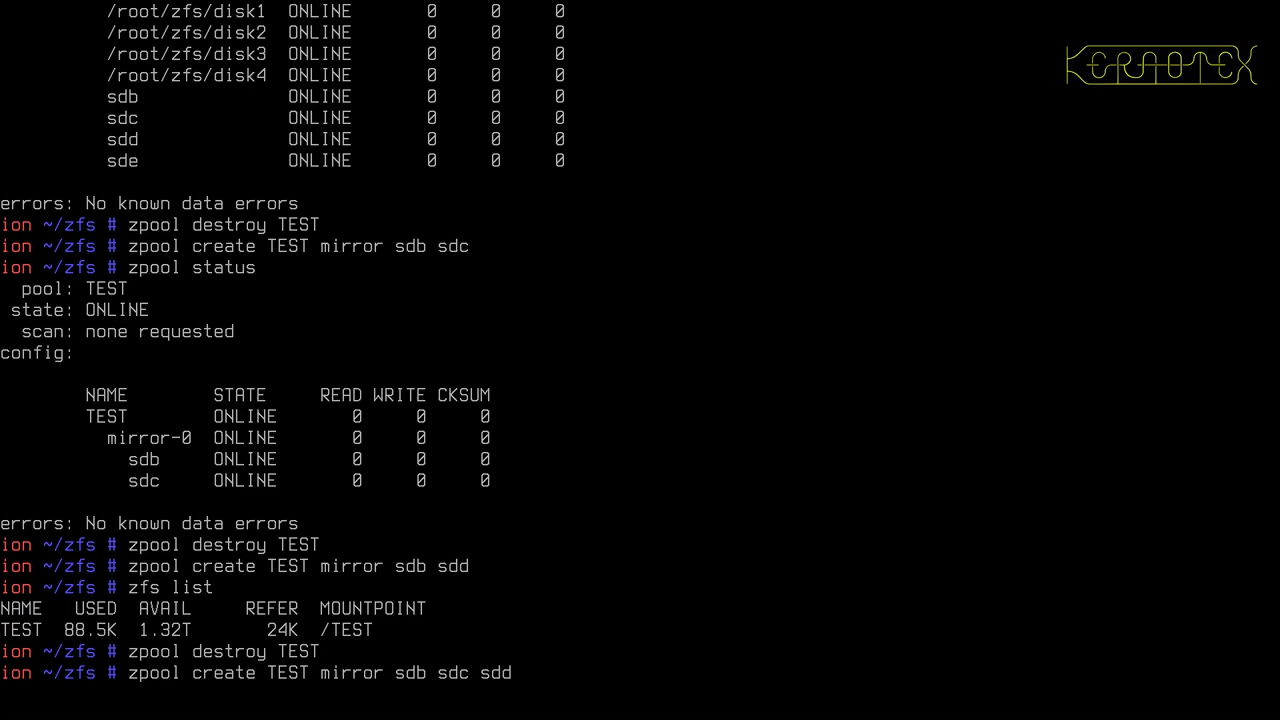 /root/zfs/disk1 ONLINE 0 0 0
/root/zfs/disk2 ONLINE 0 0 0
/root/zfs/disk3 ONLINE 0 0 0
/root/zfs/disk4 ONLINE 0 0 0
sdb ONLINE 0 0 0
sdc ONLINE 0 0 0
sdd ONLINE 0 0 0
sde ONLINE 0 0 0
KERNOTEX
errors: No known data errors
ion ~/zfs # zpool destroy TEST
ion ~/zfs # zpool create TEST mirror sdb sdc
ion ~/zfs # zpool status
pool: TEST
state: ONLINE
scan: none requested
config:
NAME STATE READ WRITE CKSUM
TEST ONLINE 0 0 0
mirror-0 ONLINE 0 0 0
sdb ONLINE 0 0 0
sdc ONLINE 0 0 0
errors: No known data errors
ion ~/zfs # zpool destroy TEST
ion ~/zfs # zpool create TEST mirror sdb sdd
ion ~/zfs # zfs list
NAME USED AVAIL REFER MOUNTPOINT
TEST 88.5K 1.32T 24K /TEST
ion ~/zfs # zpool destroy TEST
ion ~/zfs # zpool create TEST mirror sdb sdc sdd